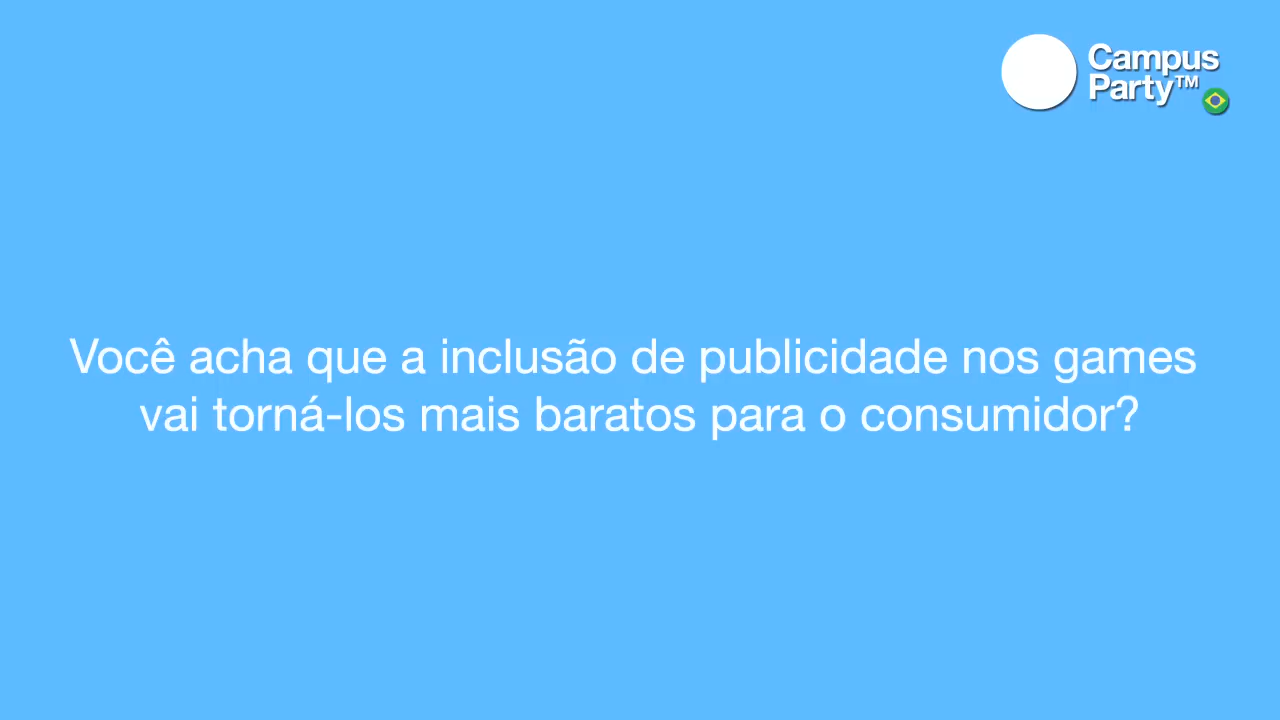 Campus
Party™
Você acha que a inclusão de publicidade nos games
vai torná-los mais baratos para o consumidor?